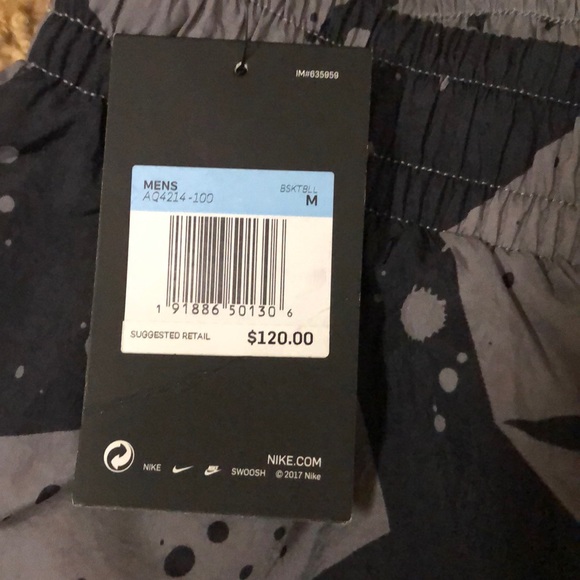 IM#635959
MENS BSKTBLL
AQ4214-100 M
1 91886 50130 6
SUGGESTED RETAIL $120.00
NIKE.COM
NIKE SWOOSH © 2017 Nike